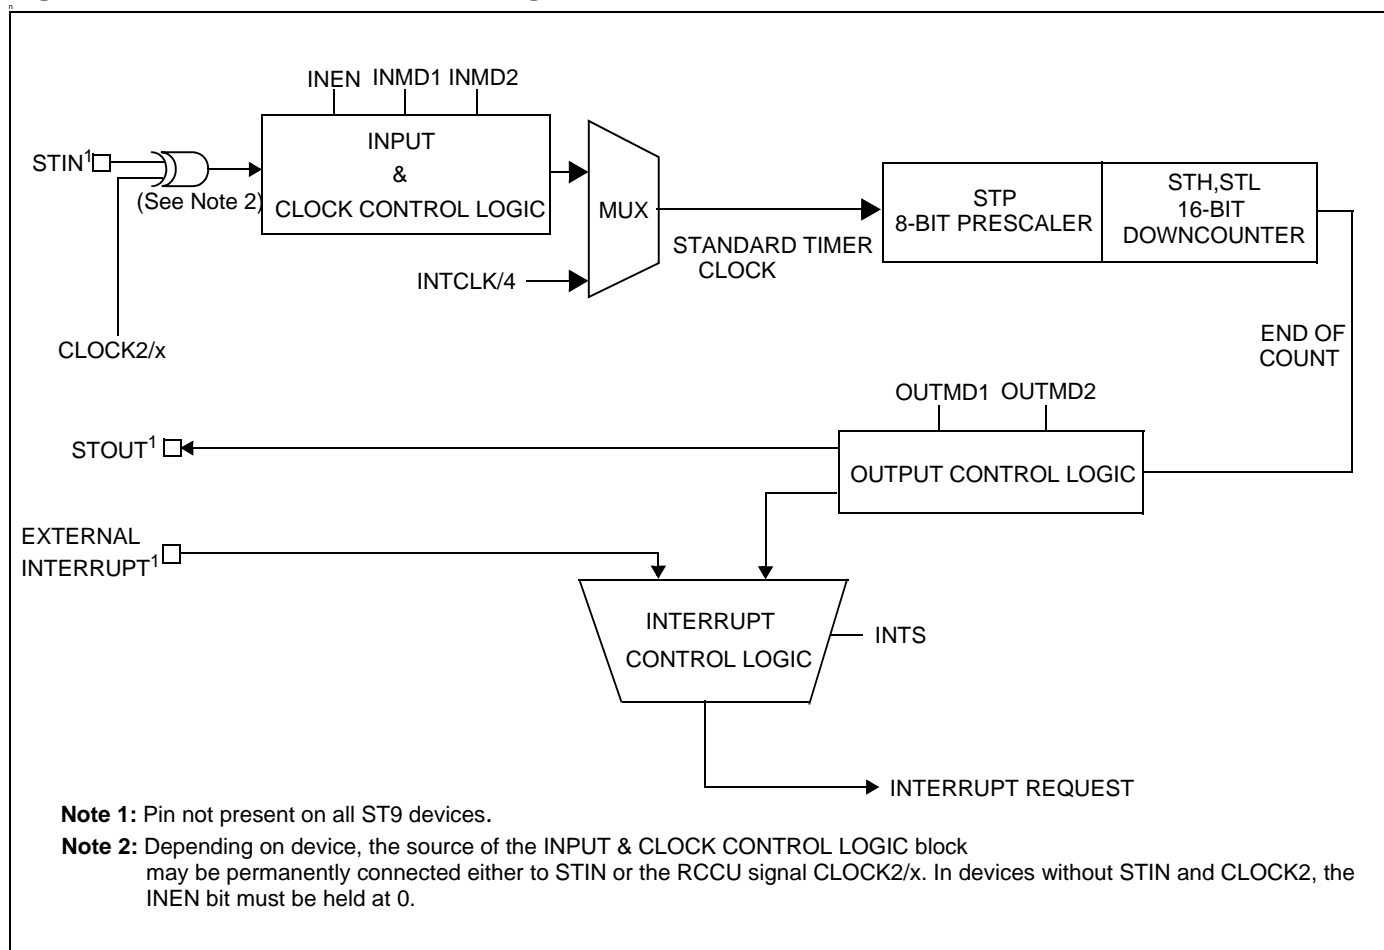 INEN INMD1 INMD2
STIN1
(See Note 2)
INPUT
&
CLOCK CONTROL LOGIC
MUX
INTCLK/4
CLOCK2/x
STANDARD TIMER
CLOCK
STP
8-BIT PRESCALER
STH,STL
16-BIT
DOWNCOUNTER
END OF
COUNT
OUTMD1 OUTMD2
STOUT1
OUTPUT CONTROL LOGIC
EXTERNAL
INTERRUPT1
INTERRUPT
CONTROL LOGIC
INTS
INTERRUPT REQUEST
Note 1: Pin not present on all ST9 devices.
Note 2: Depending on device, the source of the INPUT & CLOCK CONTROL LOGIC block
may be permanently connected either to STIN or the RCCU signal CLOCK2/x. In devices without STIN and CLOCK2, the
INEN bit must be held at 0.